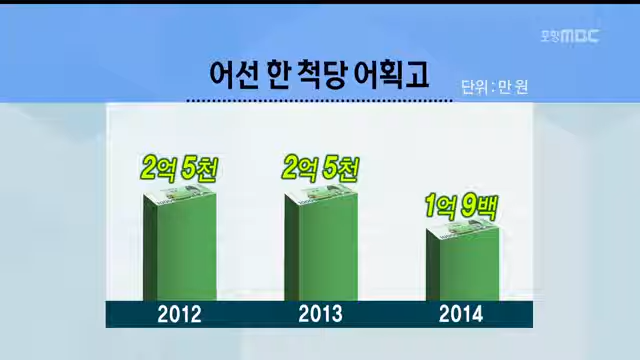 포항MBC
어선 한 척당 어획고
단위 : 만 원
2억 5천
2억 5천
1억 9백
2012
2013
2014